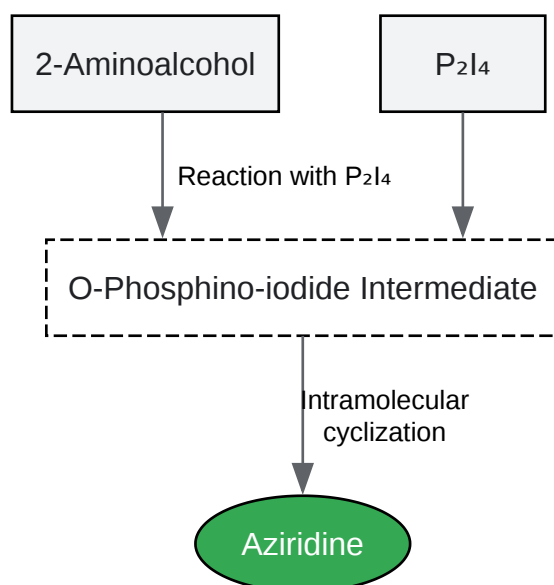 2-Aminoalcohol
P₂I₄
Reaction with P₂I₄
O-Phosphino-iodide Intermediate
Intramolecular
cyclization
Aziridine